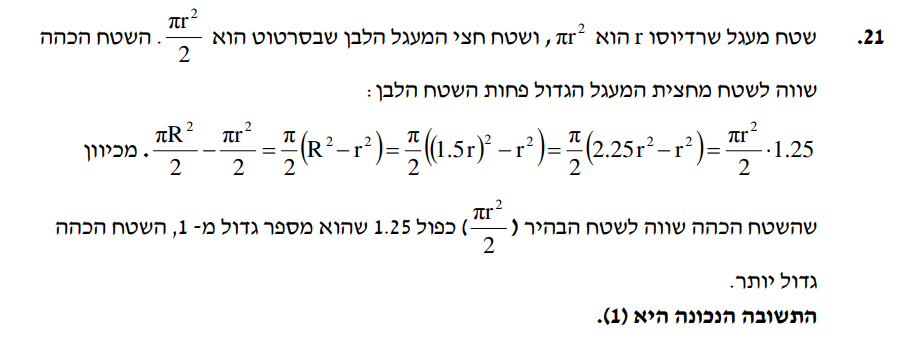 21. שטח מעגל שרדיוסו r הוא πr², ושטח חצי המעגל הלבן שבסרטוט הוא πr²/2. השטח הכהה
שווה לשטח מחצית המעגל הגדול פחות השטח הלבן:
πR²/2 − πr²/2 = π/2(R² − r²) = π/2((1.5r)² − r²) = π/2(2.25r² − r²) = πr²/2 · 1.25. מכיוון
שהשטח הכהה שווה לשטח הבהיר (πr²/2) כפול 1.25 שהוא מספר גדול מ- 1, השטח הכהה
גדול יותר.
התשובה הנכונה היא (1).